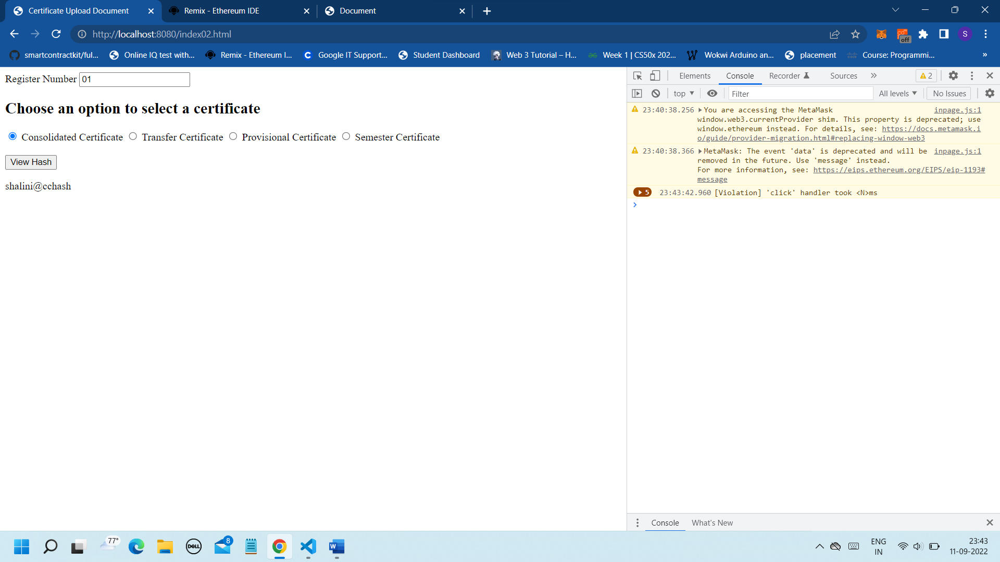 Certificate Upload Document
Remix - Ethereum IDE
Document
http://localhost:8080/index02.html
off
S
smartcontractkit/ful...
Online IQ test with...
Remix - Ethereum I...
Google IT Support...
Student Dashboard
Web 3 Tutorial – H...
Week 1 | CS50x 202...
Wokwi Arduino an...
placement
Course: Programmi...
»
Register Number 01
Choose an option to select a certificate
Consolidated Certificate Transfer Certificate Provisional Certificate Semester Certificate
View Hash
shalini@cchash
Elements Console Recorder Sources » 2
top Filter All levels No Issues
23:40:38.256 You are accessing the MetaMask inpage.js:1
window.web3.currentProvider shim. This property is deprecated; use
window.ethereum instead. For details, see: https://docs.metamask.i
o/guide/provider-migration.html#replacing-window-web3
23:40:38.366 MetaMask: The event 'data' is deprecated and will be inpage.js:1
removed in the future. Use 'message' instead.
For more information, see: https://eips.ethereum.org/EIPS/eip-1193#
message
5 23:43:42.960 [Violation] 'click' handler took <N>ms
Console What's New
77°
DELL
8
W
ENG
IN
23:43
11-09-2022